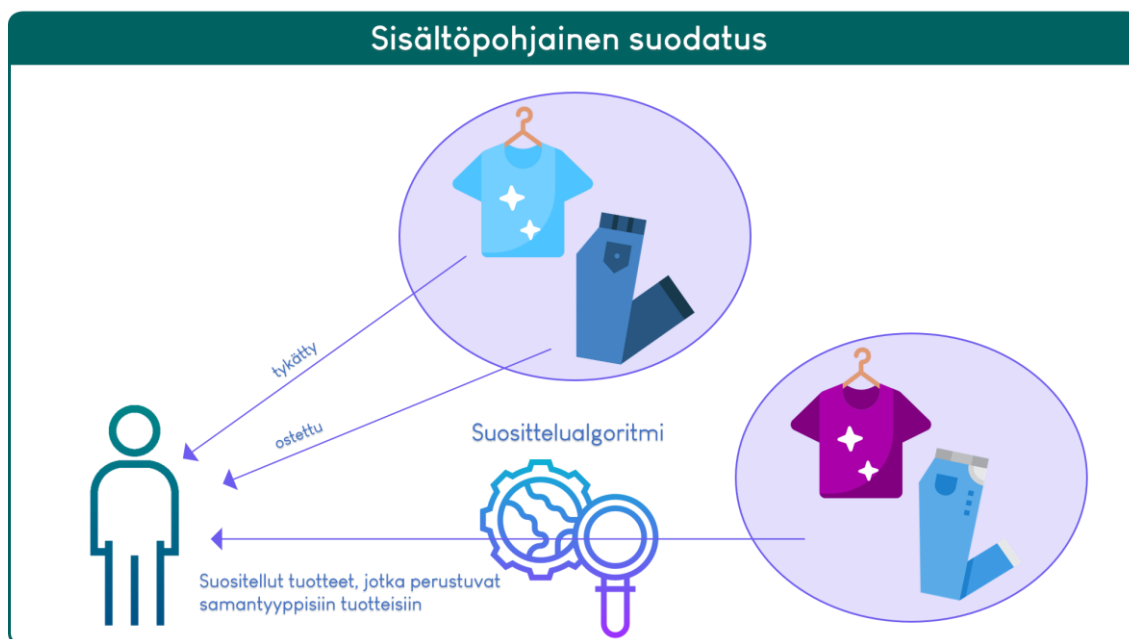 Sisältöpohjainen suodatus
tykätty
ostettu
Suosittelualgoritmi
Suositellut tuotteet, jotka perustuvat
samantyyppisiin tuotteisiin